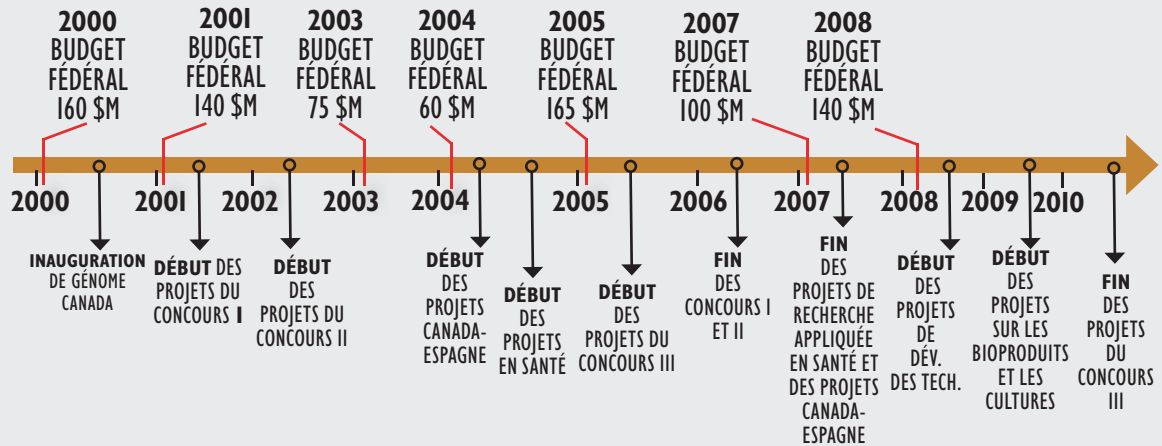 2000
BUDGET
FÉDÉRAL
160 $M
2001
BUDGET
FÉDÉRAL
140 $M
2003
BUDGET
FÉDÉRAL
75 $M
2004
BUDGET
FÉDÉRAL
60 $M
2005
BUDGET
FÉDÉRAL
165 $M
2007
BUDGET
FÉDÉRAL
100 $M
2008
BUDGET
FÉDÉRAL
140 $M
2000
2001
2002
2003
2004
2005
2006
2007
2008
2009
2010
INAUGURATION
DE GÉNOME
CANADA
DÉBUT DES
PROJETS DU
CONCOURS I
DÉBUT
DES
PROJETS DU
CONCOURS II
DÉBUT
DES
PROJETS
CANADA-
ESPAGNE
DÉBUT
DES
PROJETS
EN SANTÉ
DÉBUT
DES
PROJETS DU
CONCOURS III
FIN
DES
CONCOURS I
ET II
FIN
DES
PROJETS DE
RECHERCHE
APPLIQUÉE
EN SANTÉ ET
DES PROJETS
CANADA-
ESPAGNE
DÉBUT
DES
PROJETS
DE
DÉV.
DES TECH.
DÉBUT
DES
PROJETS
SUR LES
BIOPRODUITS
ET LES
CULTURES
FIN
DES
PROJETS
DU
CONCOURS
III